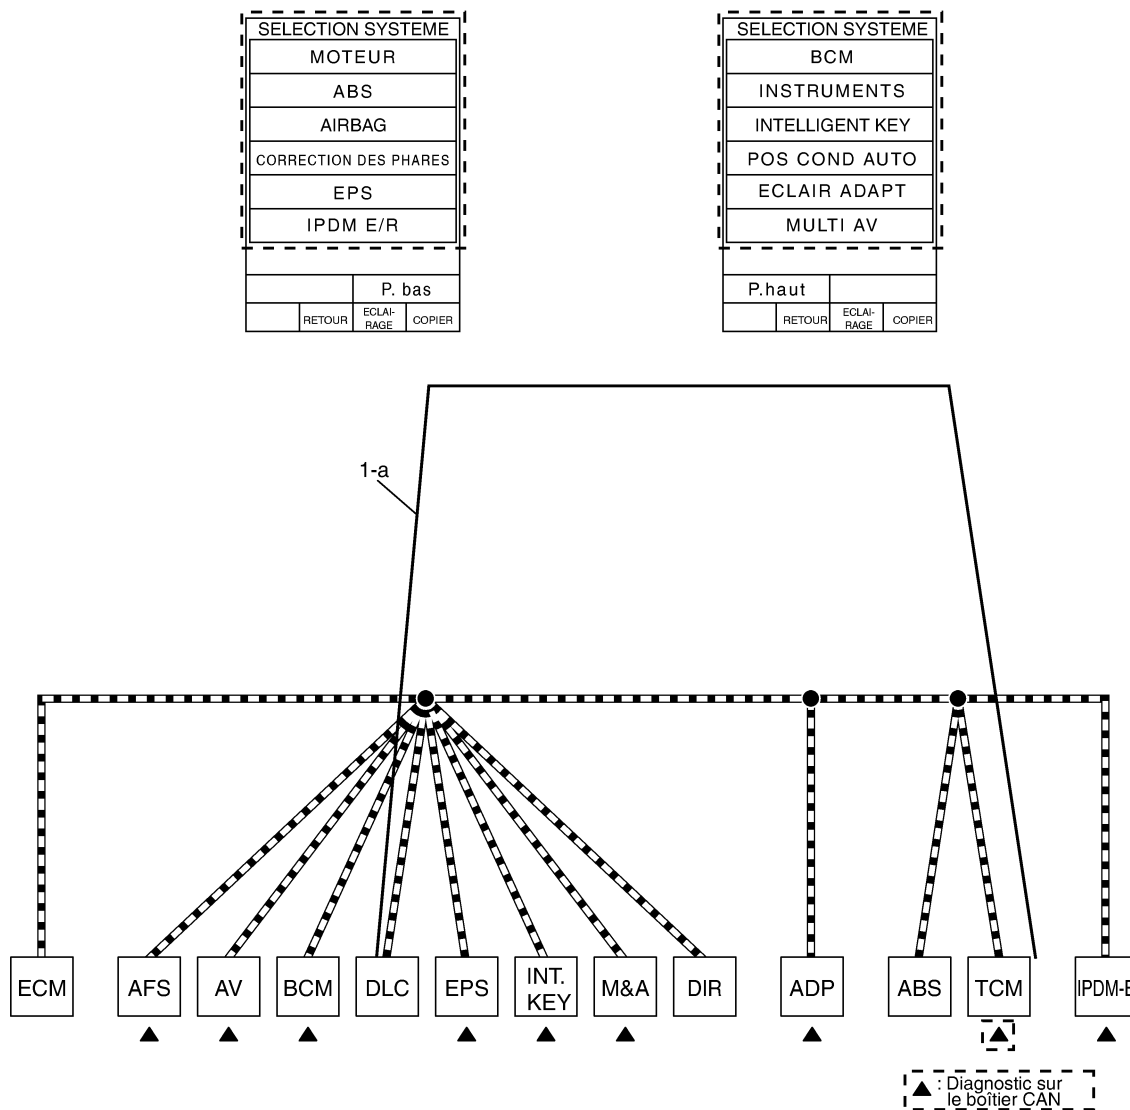 SELECTION SYSTEME
MOTEUR
ABS
AIRBAG
CORRECTION DES PHARES
EPS
IPDM E/R
P. bas
RETOUR
ECLAI-
RAGE
COPIER
SELECTION SYSTEME
BCM
INSTRUMENTS
INTELLIGENT KEY
POS COND AUTO
ECLAIR ADAPT
MULTI AV
P.haut
RETOUR
ECLAI-
RAGE
COPIER
1-a
ECM
AFS
AV
BCM
DLC
EPS
INT.
KEY
M&A
DIR
ADP
ABS
TCM
IPDM-E
: Diagnostic sur
le boîtier CAN